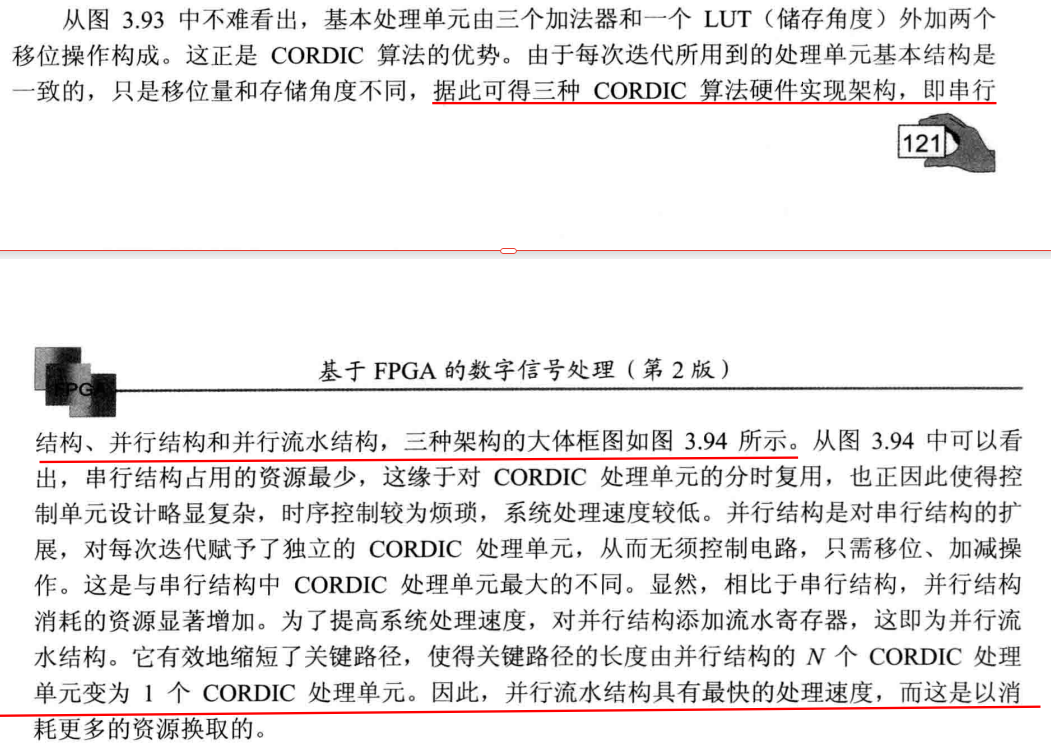 从图 3.93 中不难看出，基本处理单元由三个加法器和一个 LUT（储存角度）外加两个
移位操作构成。这正是 CORDIC 算法的优势。由于每次迭代所用到的处理单元基本结构是
一致的，只是移位量和存储角度不同，据此可得三种 CORDIC 算法硬件实现架构，即串行
121
FPGA
基于 FPGA 的数字信号处理（第 2 版）
结构、并行结构和并行流水结构，三种架构的大体框图如图 3.94 所示。从图 3.94 中可以看
出，串行结构占用的资源最少，这缘于对 CORDIC 处理单元的分时复用，也正因此使得控
制单元设计略显复杂，时序控制较为烦琐，系统处理速度较低。并行结构是对串行结构的扩
展，对每次迭代赋予了独立的 CORDIC 处理单元，从而无须控制电路，只需移位、加减操
作。这是与串行结构中 CORDIC 处理单元最大的不同。显然，相比于串行结构，并行结构
消耗的资源显著增加。为了提高系统处理速度，对并行结构添加流水寄存器，这即为并行流
水结构。它有效地缩短了关键路径，使得关键路径的长度由并行结构的 N 个 CORDIC 处理
单元变为 1 个 CORDIC 处理单元。因此，并行流水结构具有最快的处理速度，而这是以消
耗更多的资源换取的。